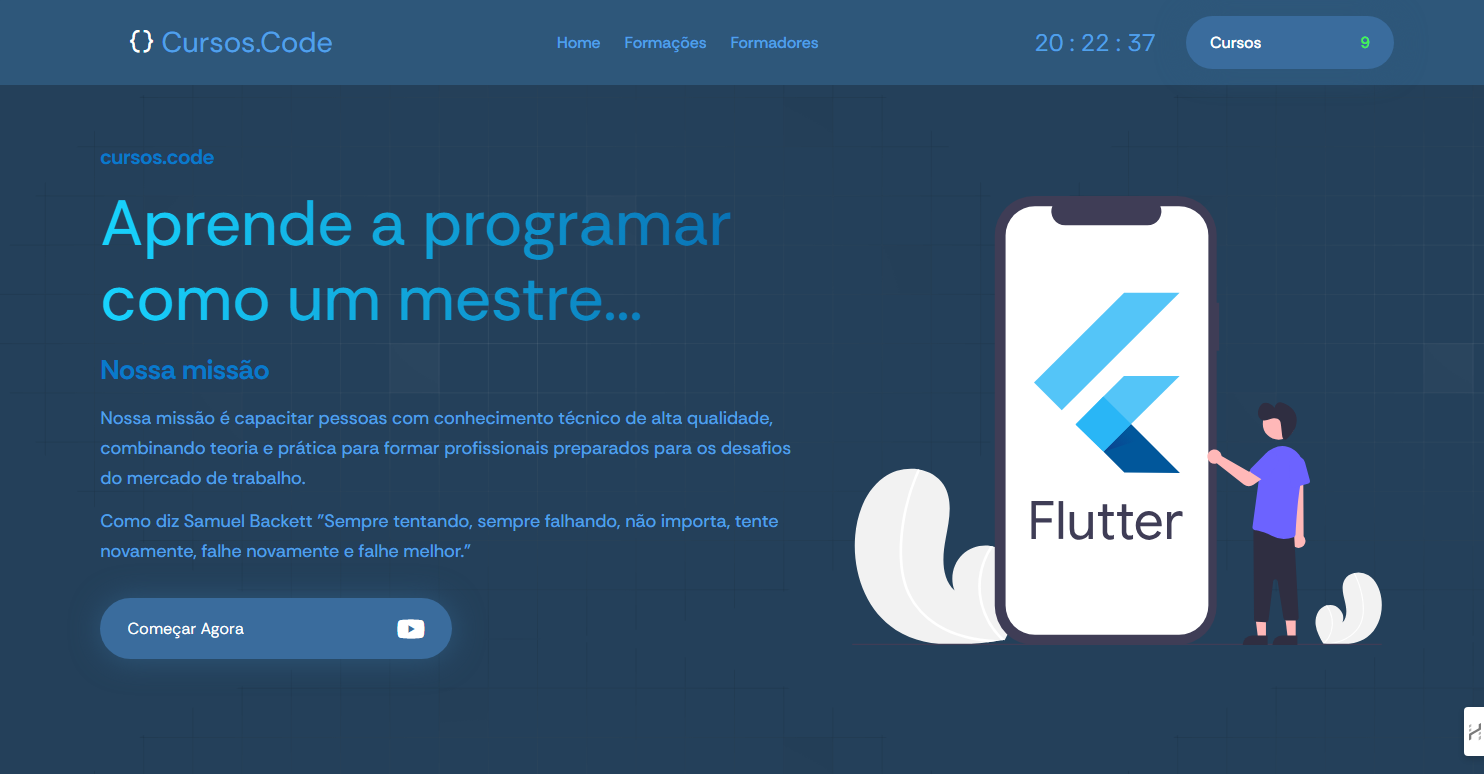 {} Cursos.Code
Home Formações Formadores
20 : 22 : 37
Cursos 9
cursos.code
Aprende a programar
como um mestre...
Nossa missão
Nossa missão é capacitar pessoas com conhecimento técnico de alta qualidade,
combinando teoria e prática para formar profissionais preparados para os desafios
do mercado de trabalho.
Como diz Samuel Backett "Sempre tentando, sempre falhando, não importa, tente
novamente, falhe novamente e falhe melhor."
Começar Agora
Flutter